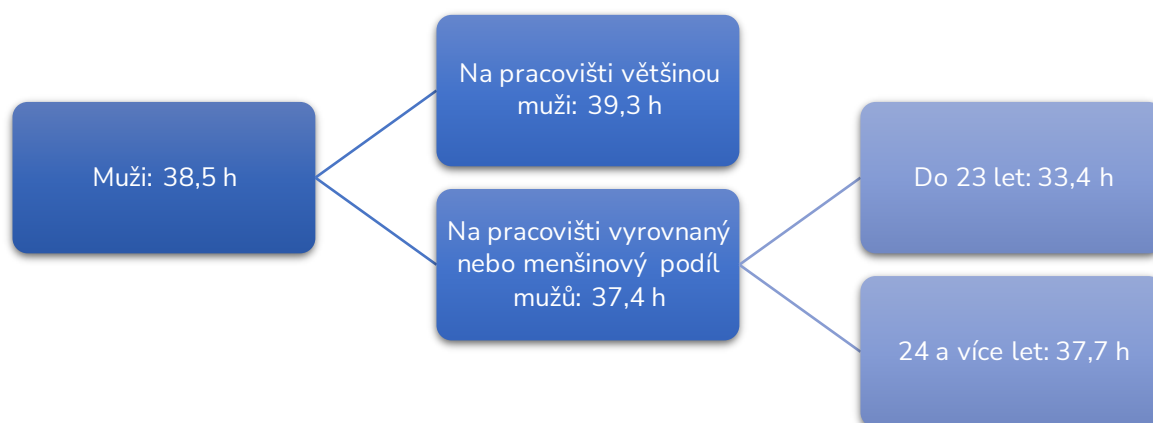 Muži: 38,5 h
Na pracovišti většinou
muži: 39,3 h
Na pracovišti vyrovnaný
nebo menšinový podíl
mužů: 37,4 h
Do 23 let: 33,4 h
24 a více let: 37,7 h